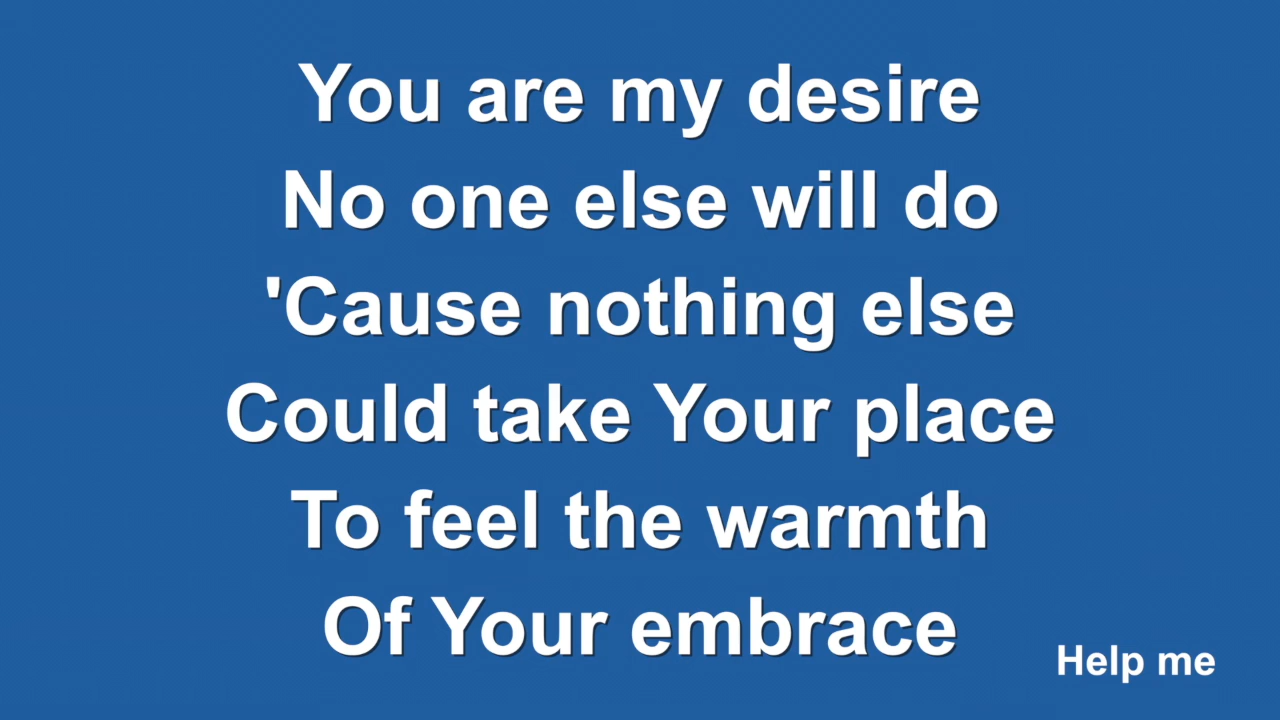 You are my desire
No one else will do
'Cause nothing else
Could take Your place
To feel the warmth
Of Your embrace
Help me